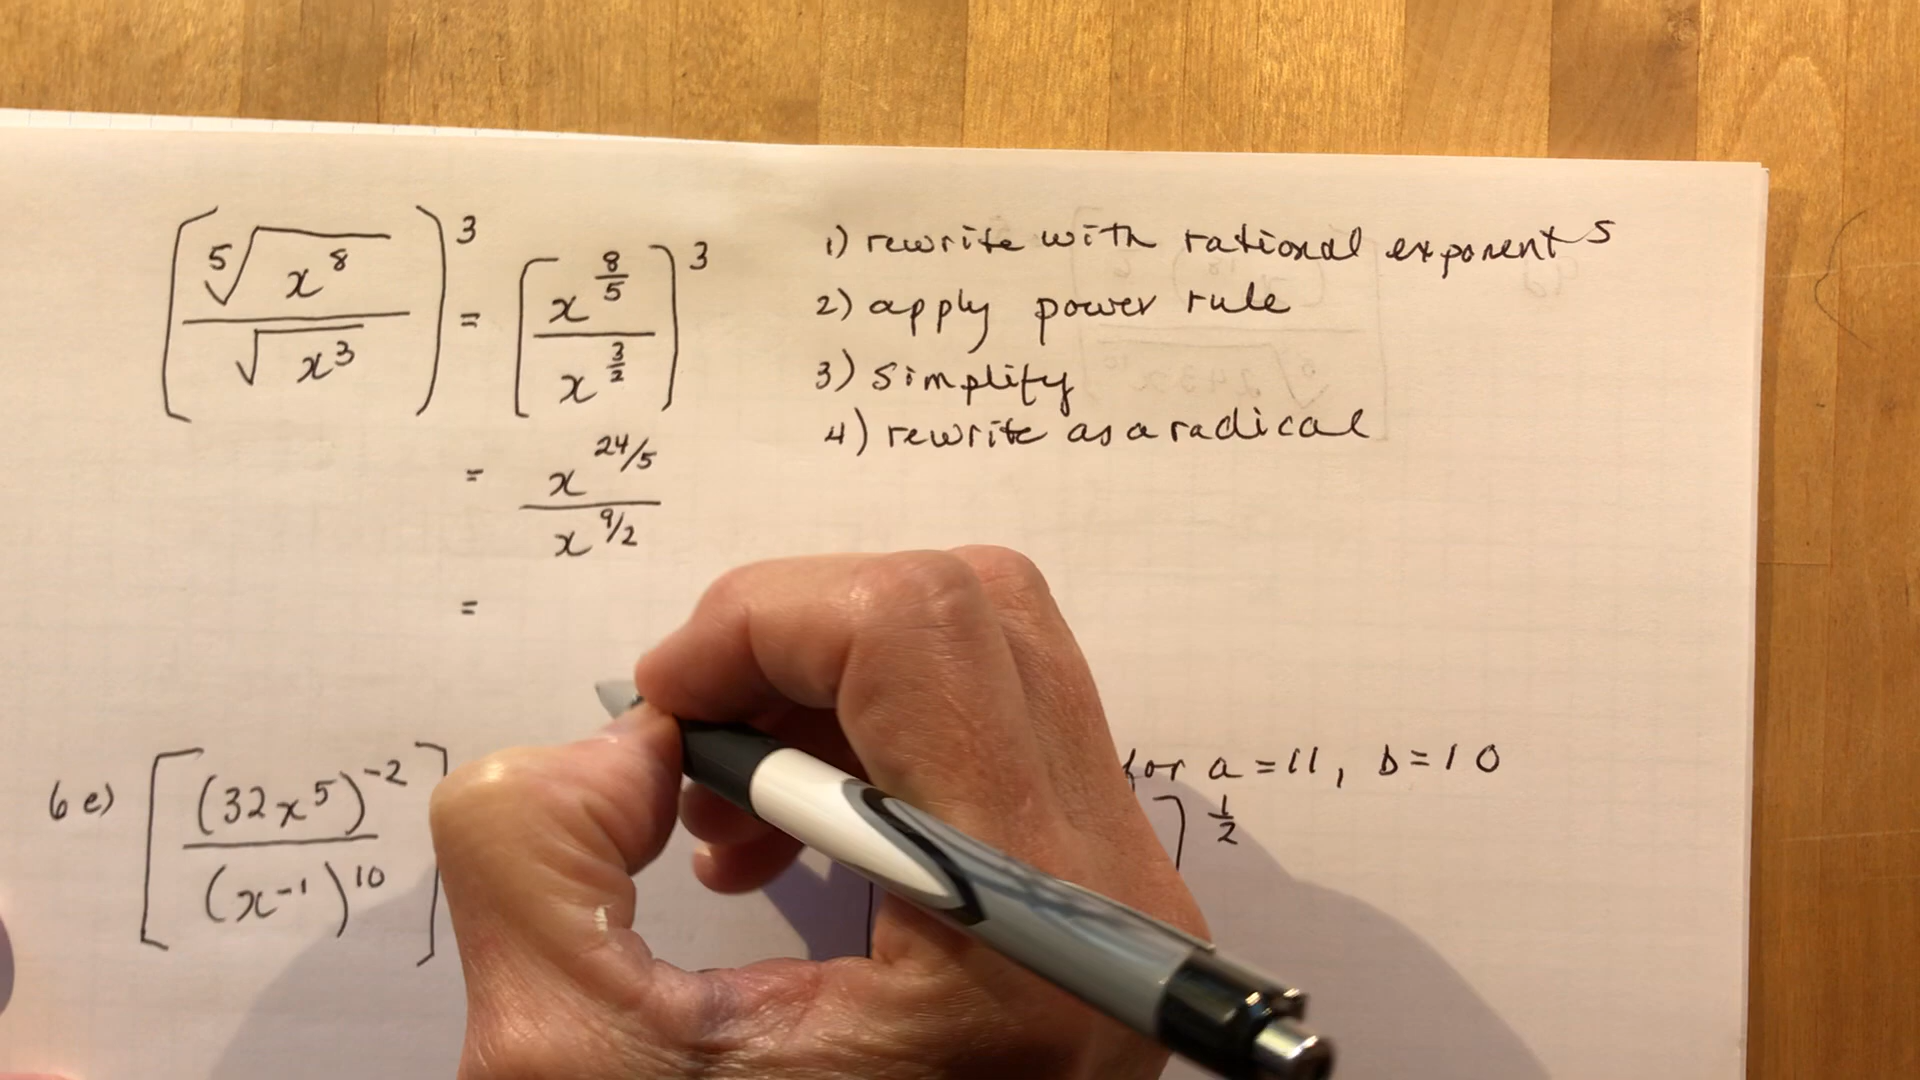 (⁵√x⁸ / √x³)³ = [x^(8/5) / x^(3/2)]³
= x^(24/5) / x^(9/2)
=
1) rewrite with rational exponents
2) apply power rule
3) simplify
4) rewrite as a radical
6e) [(32x⁵)⁻² / (x⁻¹)¹⁰]
for a = 11, b = 10
]^(1/2)